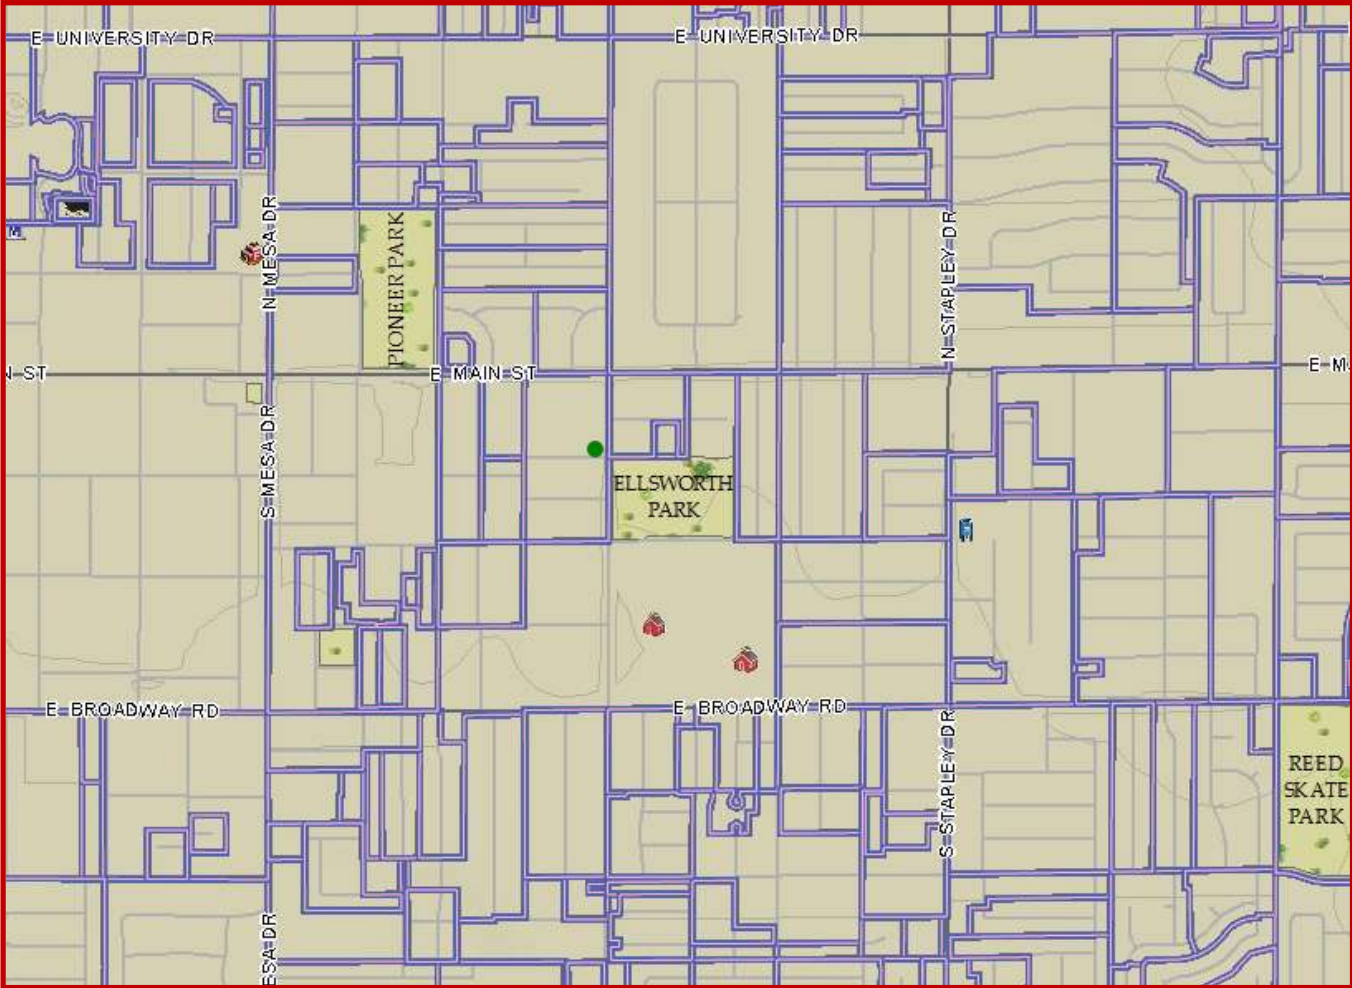 E UNIVERSITY DR
E UNIVERSITY DR
N MESA DR
PIONEER PARK
N STAPLEY DR
N ST
E MAIN ST
E M
S MESA DR
ELLSWORTH
PARK
E BROADWAY RD
E BROADWAY RD
S STAPLEY DR
REED
SKATE
PARK
ESA DR